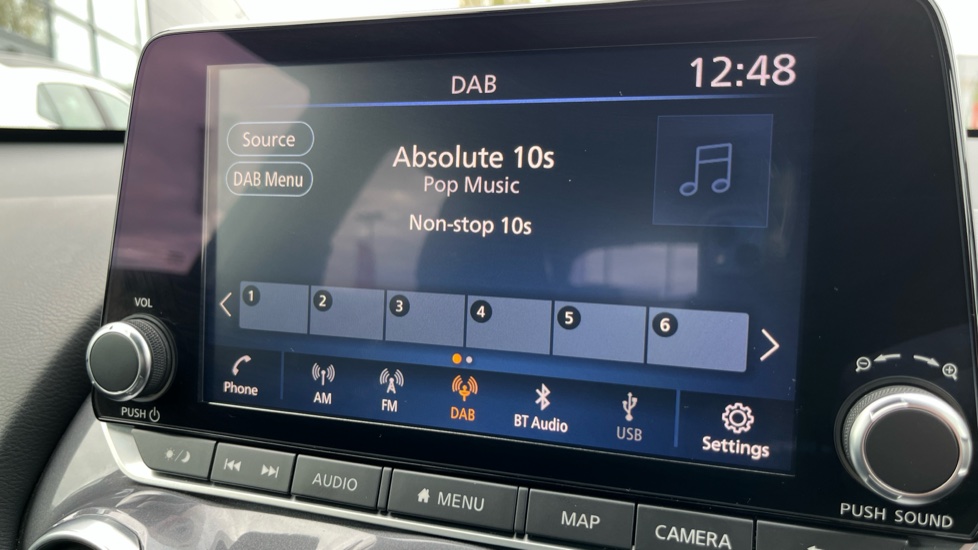 DAB 12:48
Source
DAB Menu
Absolute 10s
Pop Music
Non-stop 10s
1 2 3 4 5 6
Phone AM FM DAB BT Audio USB Settings
VOL
PUSH
PUSH SOUND
AUDIO MENU MAP CAMERA